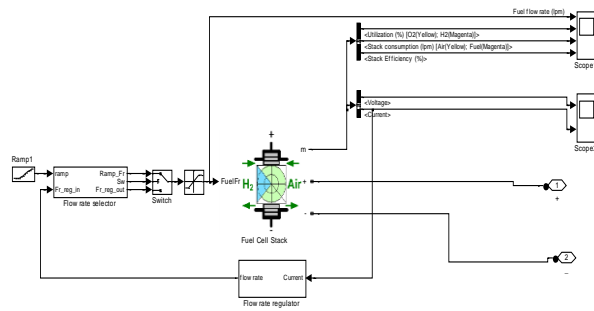 Fuel flow rate (lpm)
<Utilization (%) [O2(Yellow); H2(Magenta)]>
<Stack consumption (lpm) [Air(Yellow); Fuel(Magenta)]>
<Stack Efficiency (%)>
Scope
<Voltage>
<Current>
Scope2
Ramp1
ramp
Fr_reg_in
Ramp_Fr
Sw
Fr_reg_out
Flow rate selector
Switch
FuelFr
+
H2
Air
-
m
+
-
Fuel Cell Stack
1
+
2
-
flow rate
Current
Flow rate regulator